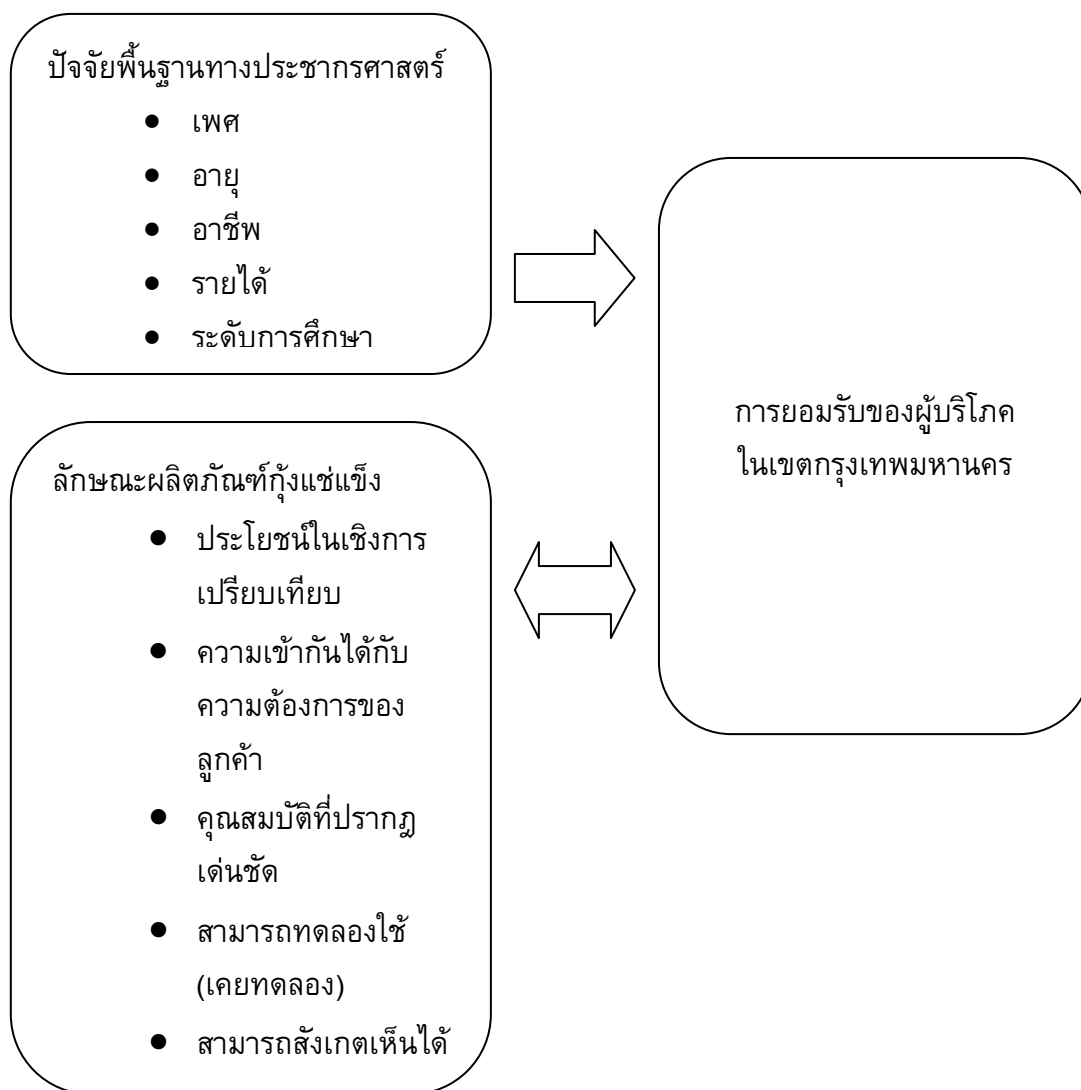 ปัจจัยพื้นฐานทางประชากรศาสตร์
● เพศ
● อายุ
● อาชีพ
● รายได้
● ระดับการศึกษา
ลักษณะผลิตภัณฑ์กุ้งแช่แข็ง
● ประโยชน์ในเชิงการ
เปรียบเทียบ
● ความเข้ากันได้กับ
ความต้องการของ
ลูกค้า
● คุณสมบัติที่ปรากฏ
เด่นชัด
● สามารถทดลองใช้
(เคยทดลอง)
● สามารถสังเกตเห็นได้
การยอมรับของผู้บริโภค
ในเขตกรุงเทพมหานคร